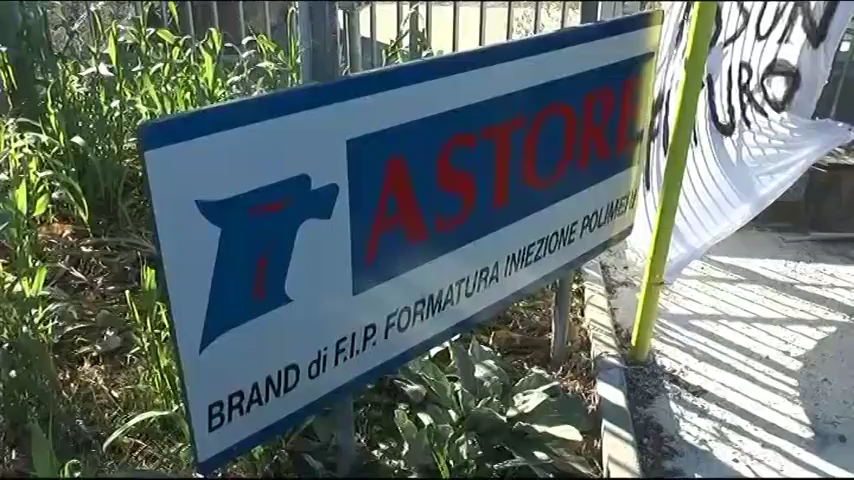 ASTORE
BRAND di F.I.P. FORMATURA INIEZIONE POLIMERI